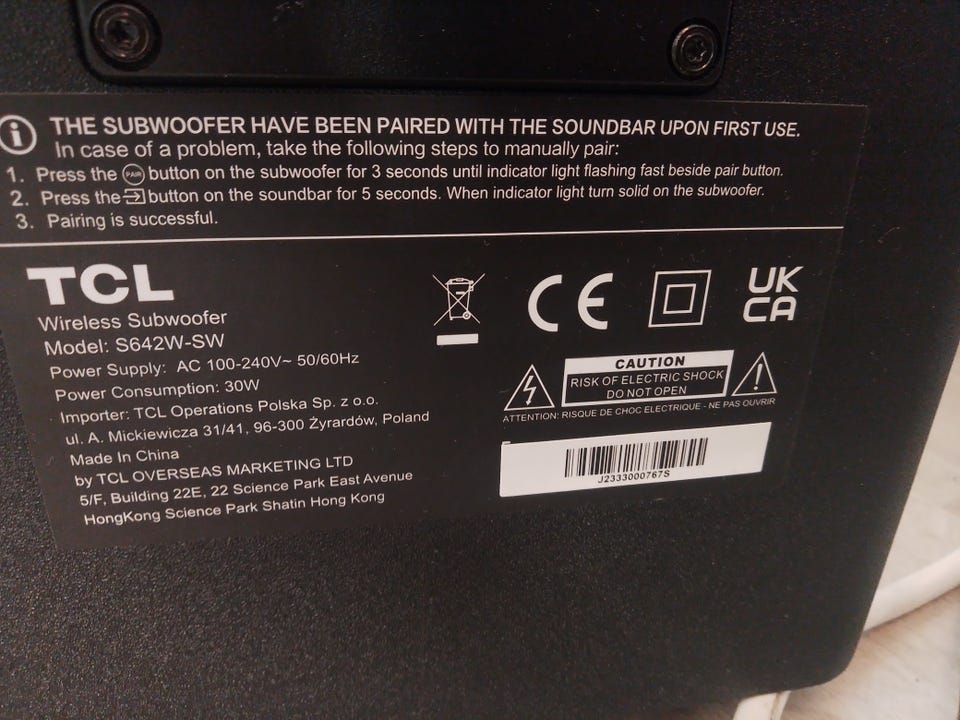 THE SUBWOOFER HAVE BEEN PAIRED WITH THE SOUNDBAR UPON FIRST USE.
In case of a problem, take the following steps to manually pair:
1. Press the PAIR button on the subwoofer for 3 seconds until indicator light flashing fast beside pair button.
2. Press the button on the soundbar for 5 seconds. When indicator light turn solid on the subwoofer.
3. Pairing is successful.
TCL
Wireless Subwoofer
Model: S642W-SW
Power Supply: AC 100-240V~ 50/60Hz
Power Consumption: 30W
Importer: TCL Operations Polska Sp. z o.o.
ul. A. Mickiewicza 31/41, 96-300 Żyrardów, Poland
Made In China
by TCL OVERSEAS MARKETING LTD
5/F, Building 22E, 22 Science Park East Avenue
HongKong Science Park Shatin Hong Kong
CE
UK
CA
CAUTION
RISK OF ELECTRIC SHOCK
DO NOT OPEN
ATTENTION: RISQUE DE CHOC ELECTRIQUE - NE PAS OUVRIR
J2333000767S